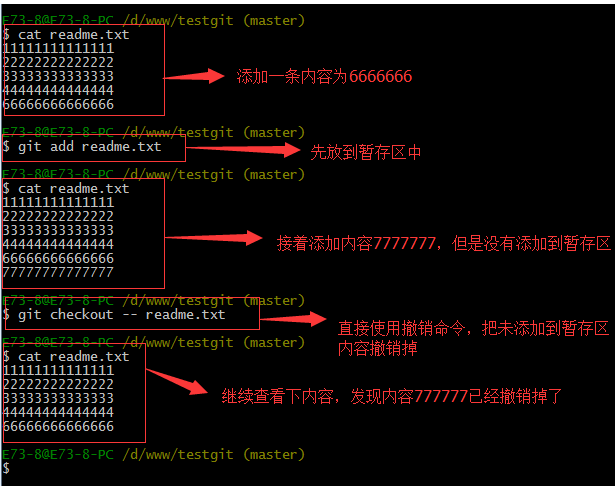 E73-8@E73-8-PC /d/www/testgit (master)
$ cat readme.txt
11111111111111
22222222222222
33333333333333
44444444444444
66666666666666
添加一条内容为6666666
E73-8@E73-8-PC /d/www/testgit (master)
$ git add readme.txt
先放到暂存区中
E73-8@E73-8-PC /d/www/testgit (master)
$ cat readme.txt
11111111111111
22222222222222
33333333333333
44444444444444
66666666666666
77777777777777
接着添加内容7777777，但是没有添加到暂存区
E73-8@E73-8-PC /d/www/testgit (master)
$ git checkout -- readme.txt
直接使用撤销命令，把未添加到暂存区
内容撤销掉
E73-8@E73-8-PC /d/www/testgit (master)
$ cat readme.txt
11111111111111
22222222222222
33333333333333
44444444444444
66666666666666
继续查看下内容，发现内容777777已经撤销掉了
E73-8@E73-8-PC /d/www/testgit (master)
$